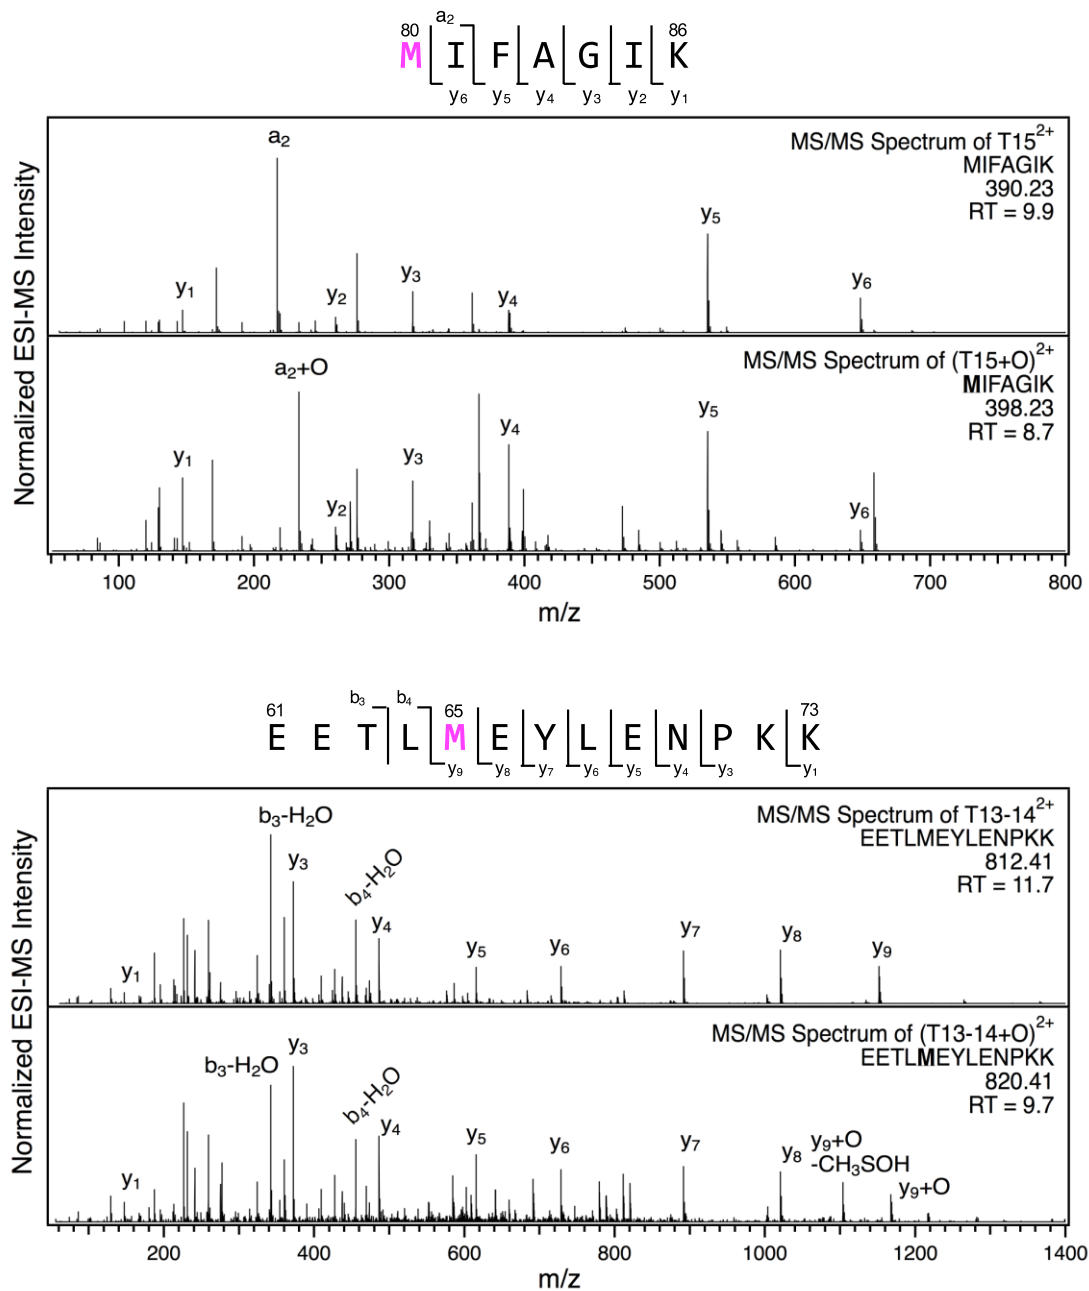 a2
80 86
M I F A G I K
y6 y5 y4 y3 y2 y1
Normalized ESI-MS Intensity
MS/MS Spectrum of T15 2+
MIFAGIK
390.23
RT = 9.9
a2
y1
y2
y3
y4
y5
y6
MS/MS Spectrum of (T15+O)2+
MIFAGIK
398.23
RT = 8.7
a2+O
y1
y2
y3
y4
y5
y6
100 200 300 400 500 600 700 800
m/z
b3 b4
61 65 73
E E T L M E Y L E N P K K
y9 y8 y7 y6 y5 y4 y3 y1
Normalized ESI-MS Intensity
MS/MS Spectrum of T13-14 2+
EETLMEYLENPKK
812.41
RT = 11.7
y1
b3-H2O
y3
b4-H2O
y4
y5
y6
y7
y8
y9
MS/MS Spectrum of (T13-14+O)2+
EETLMEYLENPKK
820.41
RT = 9.7
y1
b3-H2O
y3
b4-H2O
y4
y5
y6
y7
y8
y9+O
-CH3SOH
y9+O
200 400 600 800 1000 1200 1400
m/z